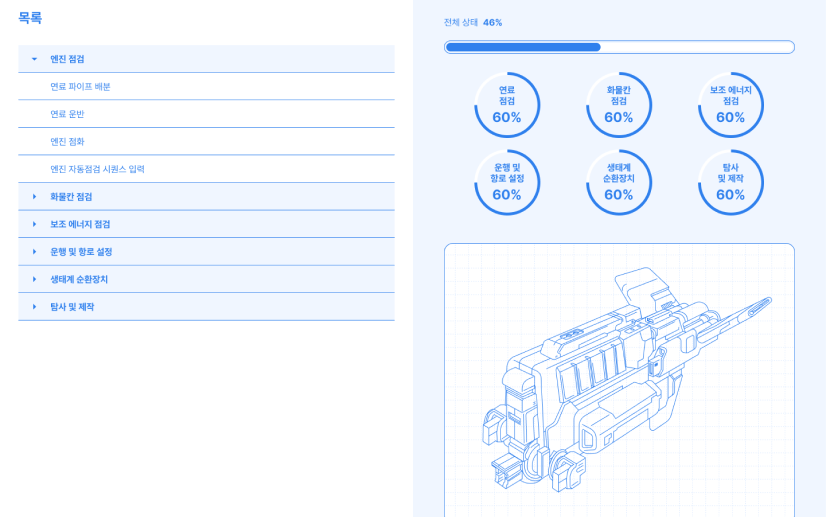 목록
엔진 점검
연료 파이프 배분
연료 운반
엔진 점화
엔진 자동점검 시퀀스 입력
화물칸 점검
보조 에너지 점검
운행 및 항로 설정
생태계 순환장치
탐사 및 제작
전체 상태 46%
연료
점검
60%
화물칸
점검
60%
보조 에너지
점검
60%
운행 및
항로 설정
60%
생태계
순환장치
60%
탐사
및 제작
60%